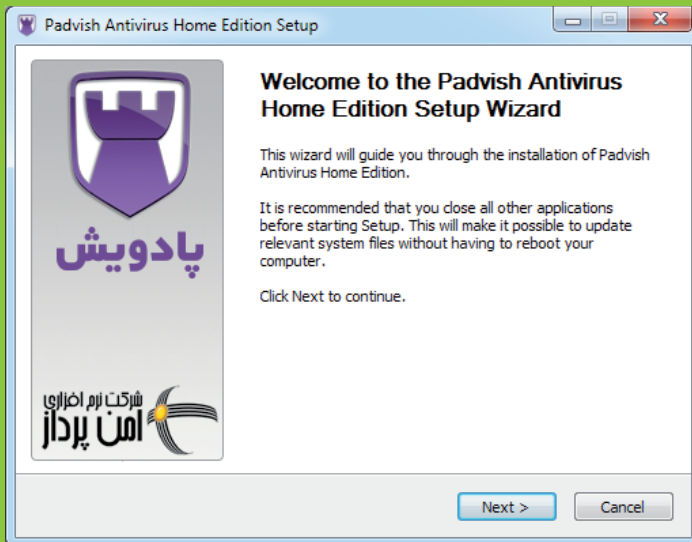 Padvish Antivirus Home Edition Setup
Welcome to the Padvish Antivirus
Home Edition Setup Wizard
This wizard will guide you through the installation of Padvish
Antivirus Home Edition.
It is recommended that you close all other applications
before starting Setup. This will make it possible to update
relevant system files without having to reboot your
computer.
Click Next to continue.
پادویش
شرکت نرم افزاری
امن پرداز
Next >
Cancel